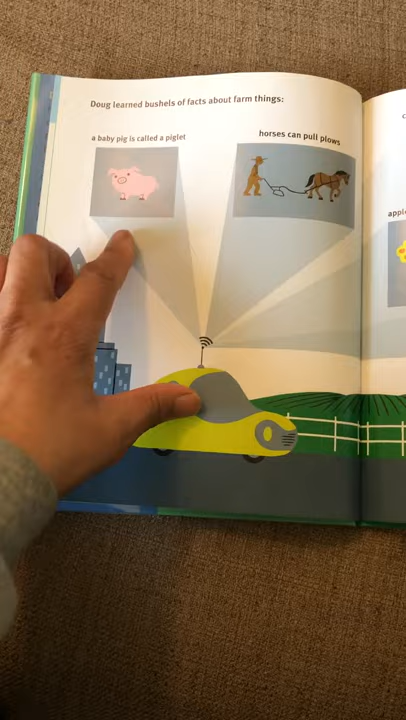 Doug learned bushels of facts about farm things:
a baby pig is called a piglet
horses can pull plows